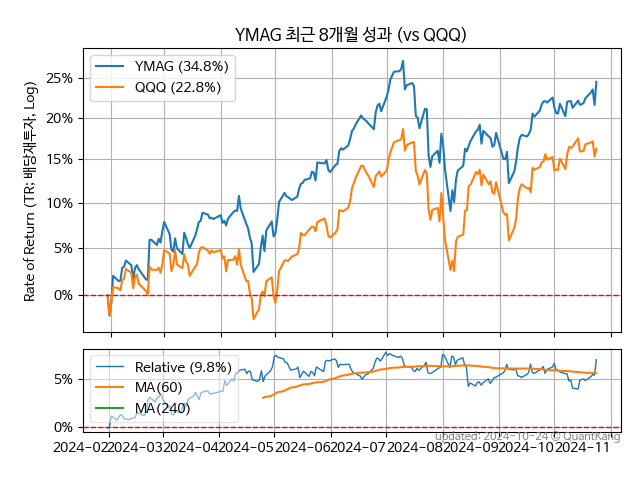 YMAG 최근 8개월 성과 (vs QQQ)
Rate of Return (TR: 배당재투자, Log)
25%
20%
15%
10%
5%
0%
YMAG (34.8%)
QQQ (22.8%)
5%
0%
Relative (9.8%)
MA(60)
MA(240)
2024-02 2024-03 2024-04 2024-05 2024-06 2024-07 2024-08 2024-09 2024-10 2024-11
updated: 2024-10-24 © QuantKang